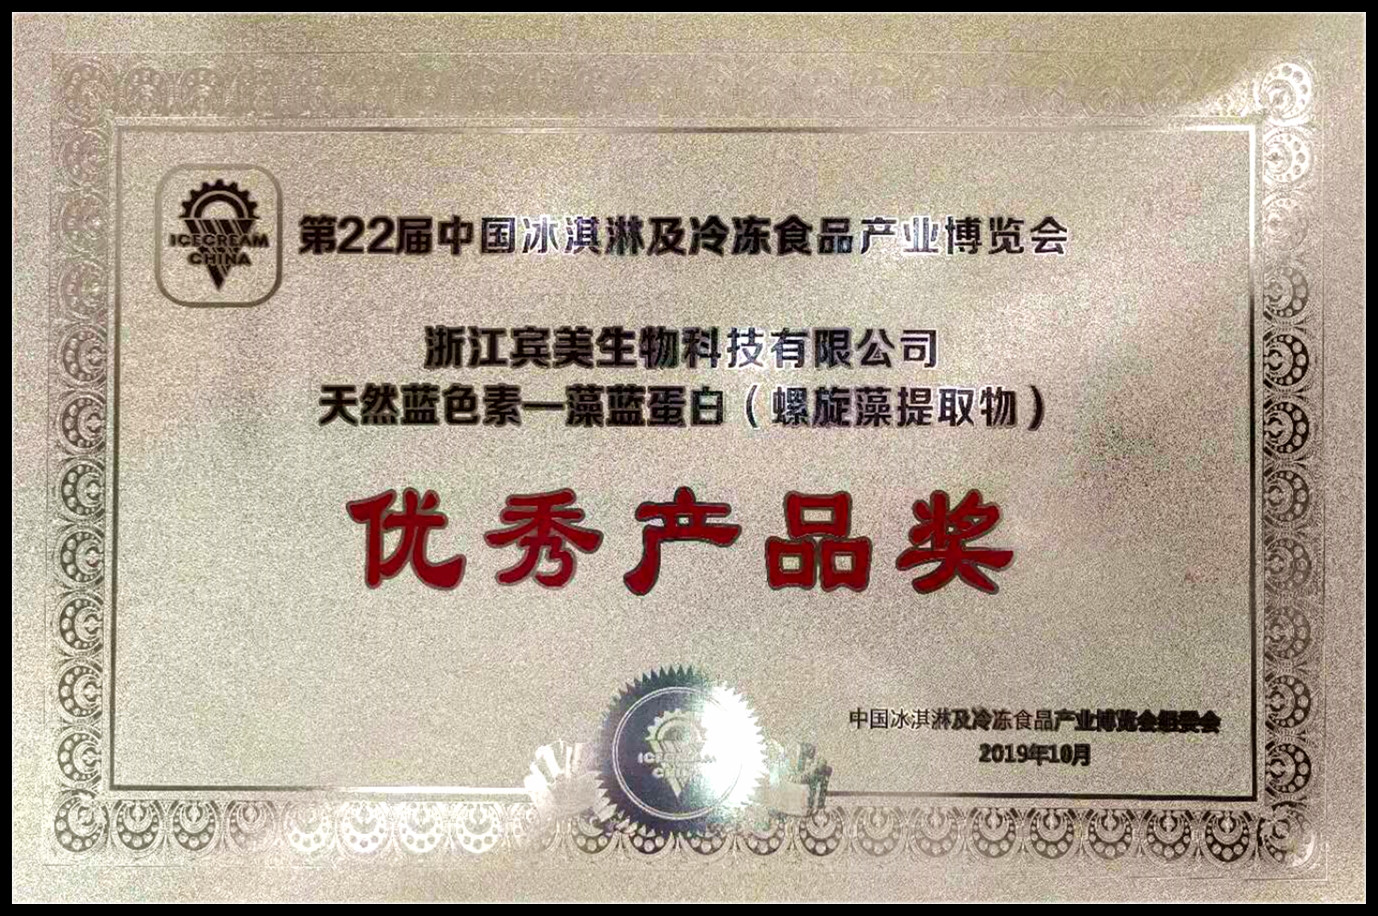 ICECREAM
CHINA
第22届中国冰淇淋及冷冻食品产业博览会
浙江宾美生物科技有限公司
天然蓝色素—藻蓝蛋白（螺旋藻提取物）
优秀产品奖
ICECREAM
CHINA
中国冰淇淋及冷冻食品产业博览会组委会
2019年10月